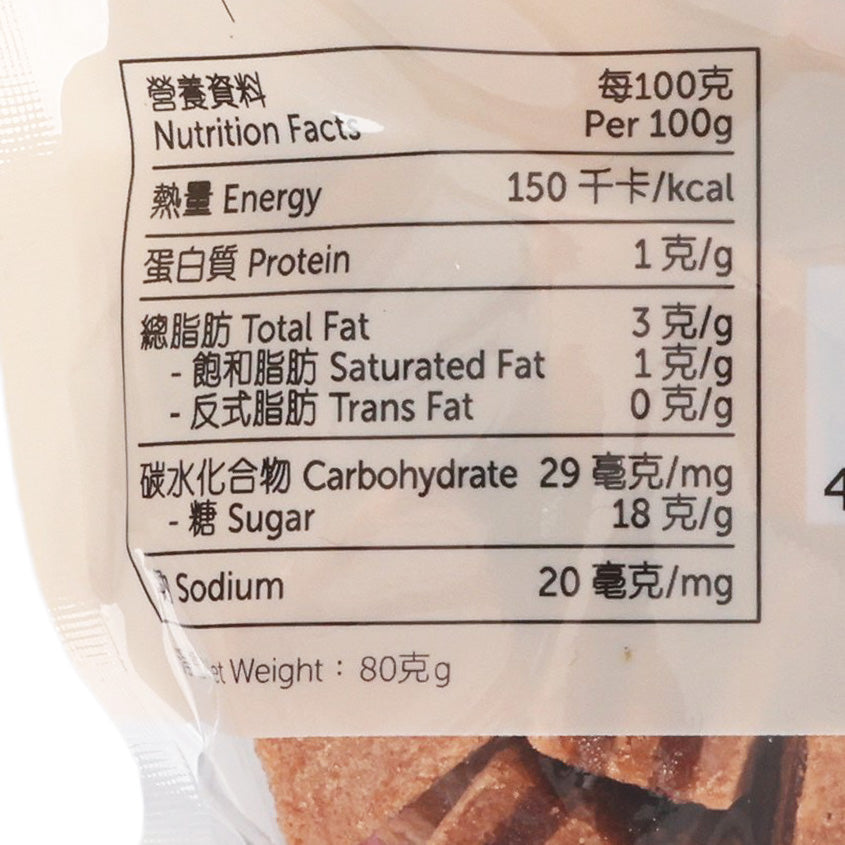 營養資料 每100克
Nutrition Facts Per 100g
熱量 Energy 150 千卡/kcal
蛋白質 Protein 1 克/g
總脂肪 Total Fat 3 克/g
- 飽和脂肪 Saturated Fat 1 克/g
- 反式脂肪 Trans Fat 0 克/g
碳水化合物 Carbohydrate 29 毫克/mg
- 糖 Sugar 18 克/g
Sodium 20 毫克/mg
Weight : 80克g
4